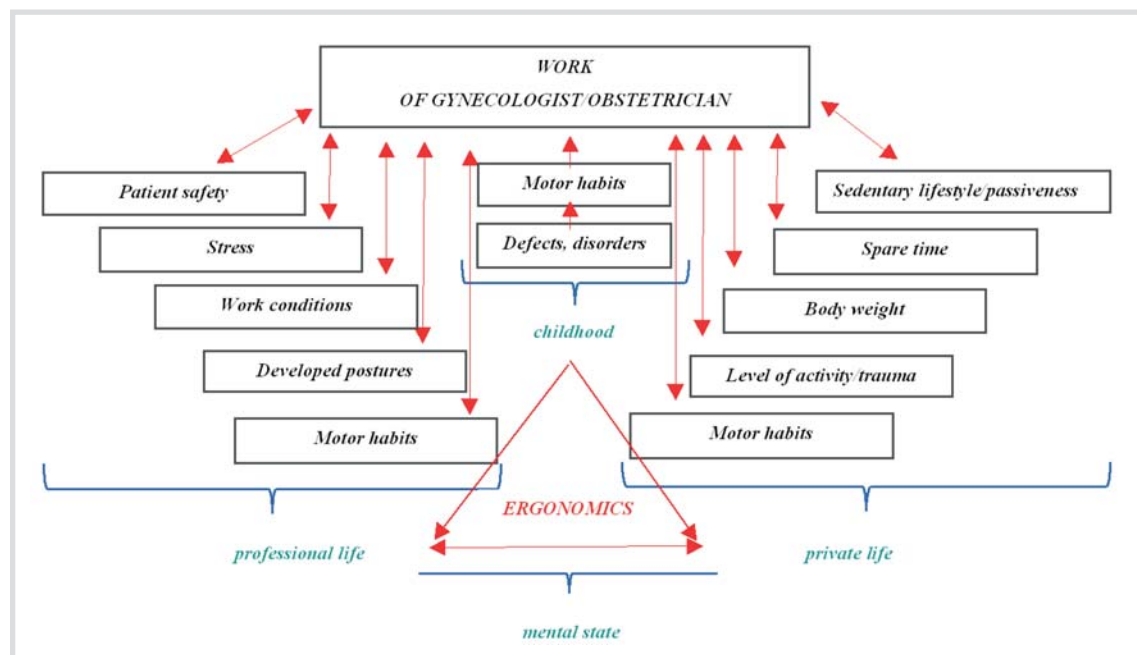 WORK
OF GYNECOLOGIST/OBSTETRICIAN
Motor habits
Patient safety
Sedentary lifestyle/passiveness
Stress
Defects, disorders
Spare time
Work conditions
Body weight
childhood
Developed postures
Level of activity/trauma
Motor habits
Motor habits
ERGONOMICS
professional life
private life
mental state